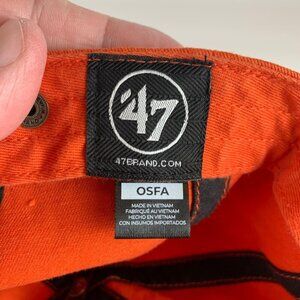 '47
47BRAND.COM
OSFA
MADE IN VIETNAM
FABRIQUÉ AU VIETNAM
HECHO EN VIETNAM
CON INSUMOS IMPORTADOS